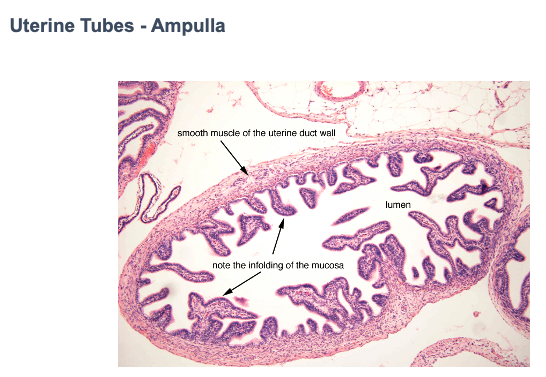 Uterine Tubes - Ampulla
smooth muscle of the uterine duct wall
lumen
note the infolding of the mucosa